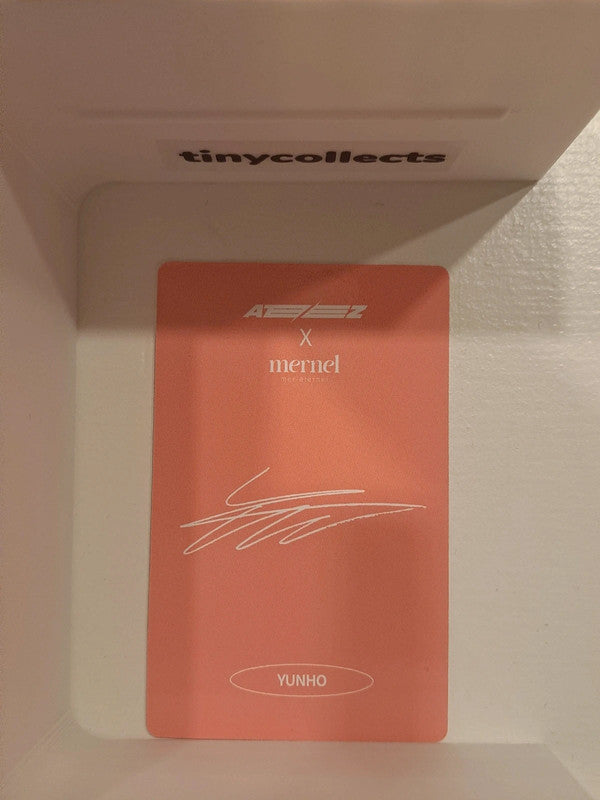 tinycollects
ATEEZ
X
mernel
YUNHO